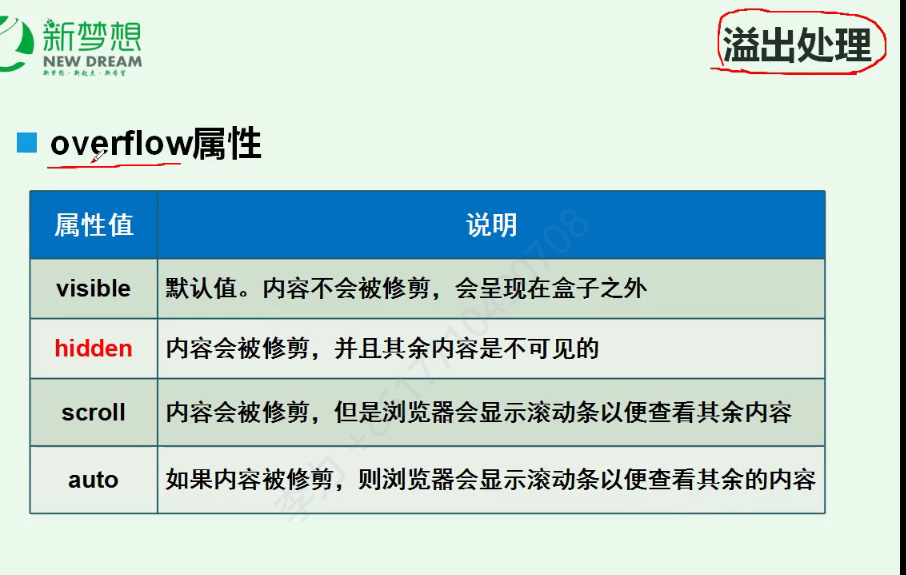 新梦想
NEW DREAM
新梦想·新起点·新希望
溢出处理
overflow属性
属性值 说明
visible 默认值。内容不会被修剪，会呈现在盒子之外
hidden 内容会被修剪，并且其余内容是不可见的
scroll 内容会被修剪，但是浏览器会显示滚动条以便查看其余内容
auto 如果内容被修剪，则浏览器会显示滚动条以便查看其余的内容